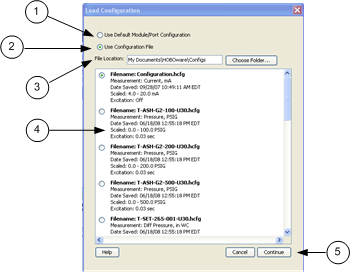 Load Configuration
1
Use Default Module/Port Configuration
2
Use Configuration File
3
File Location:
My Documents\HOBOware\Configs
Choose Folder...
Filename: Configuration.hcfg
Measurement: Current, mA
Date Saved: 09/28/07 10:49:11 AM EDT
Scaled: 4.0 - 20.0 mA
Excitation: Off
Filename: T-ASH-G2-100-U30.hcfg
Measurement: Pressure, PSIG
Date Saved: 06/18/08 12:55:18 PM EDT
4
Scaled: 0.0 - 100.0 PSIG
Excitation: 0.03 sec
Filename: T-ASH-G2-200-U30.hcfg
Measurement: Pressure, PSIG
Date Saved: 06/18/08 12:55:18 PM EDT
Scaled: 0.0 - 200.0 PSIG
Excitation: 0.03 sec
Filename: T-ASH-G2-500-U30.hcfg
Measurement: Pressure, PSIG
Date Saved: 06/18/08 12:55:18 PM EDT
Scaled: 0.0 - 500.0 PSIG
Excitation: 0.03 sec
Filename: T-SET-265-001-U30.hcfg
Measurement: Diff Pressure, in WC
Date Saved: 06/18/08 12:55:18 PM EDT
Help
Cancel
Continue
5